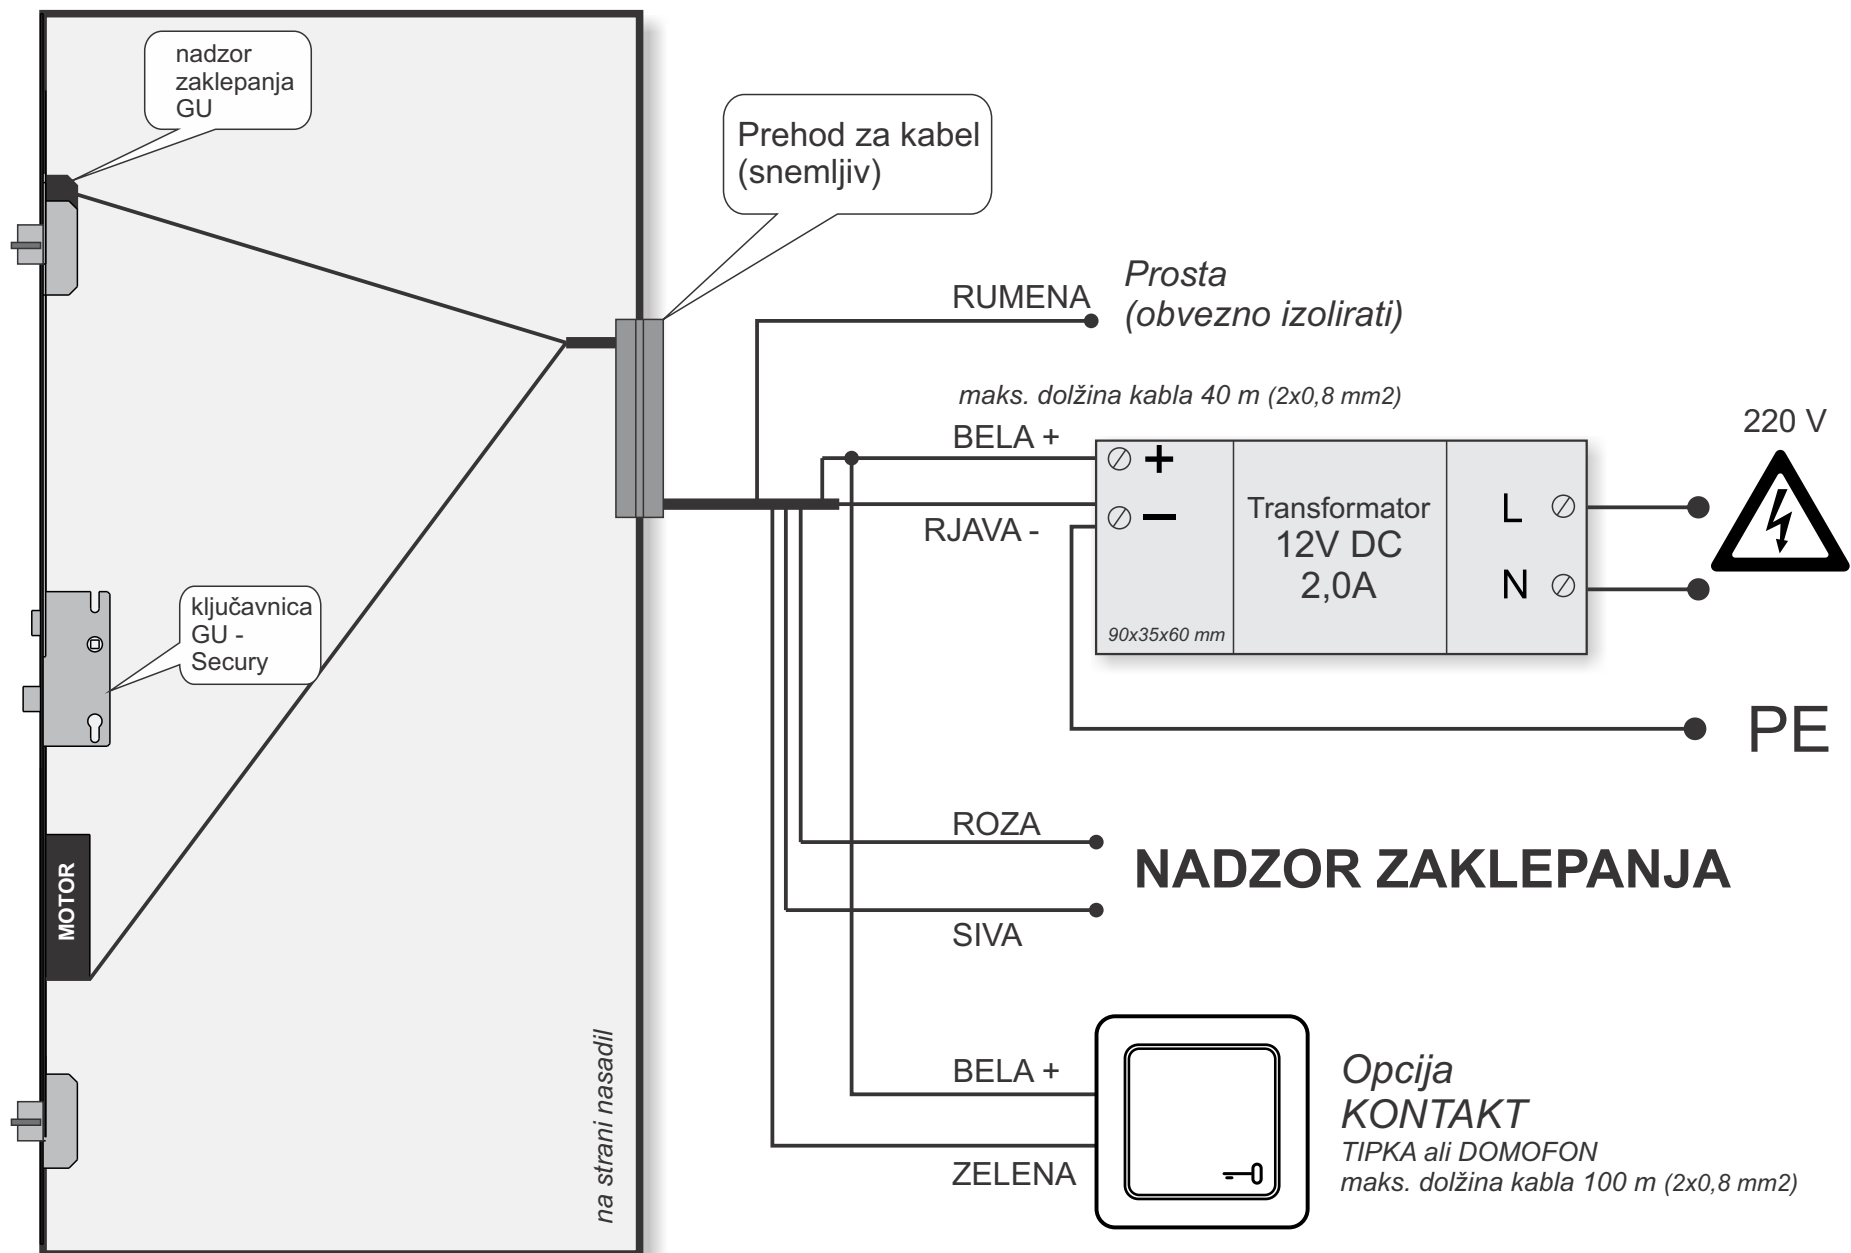 nadzor
zaklepanja
GU
Prehod za kabel
(snemljiv)
RUMENA
Prosta
(obvezno izolirati)
maks. dolžina kabla 40 m (2x0,8 mm2)
BELA +
220 V
+
Transformator
12V DC
2,0A
L
RJAVA -
−
N
90x35x60 mm
ključavnica
GU -
Secury
PE
ROZA
NADZOR ZAKLEPANJA
SIVA
MOTOR
na strani nasadil
BELA +
ZELENA
Opcija
KONTAKT
TIPKA ali DOMOFON
maks. dolžina kabla 100 m (2x0,8 mm2)